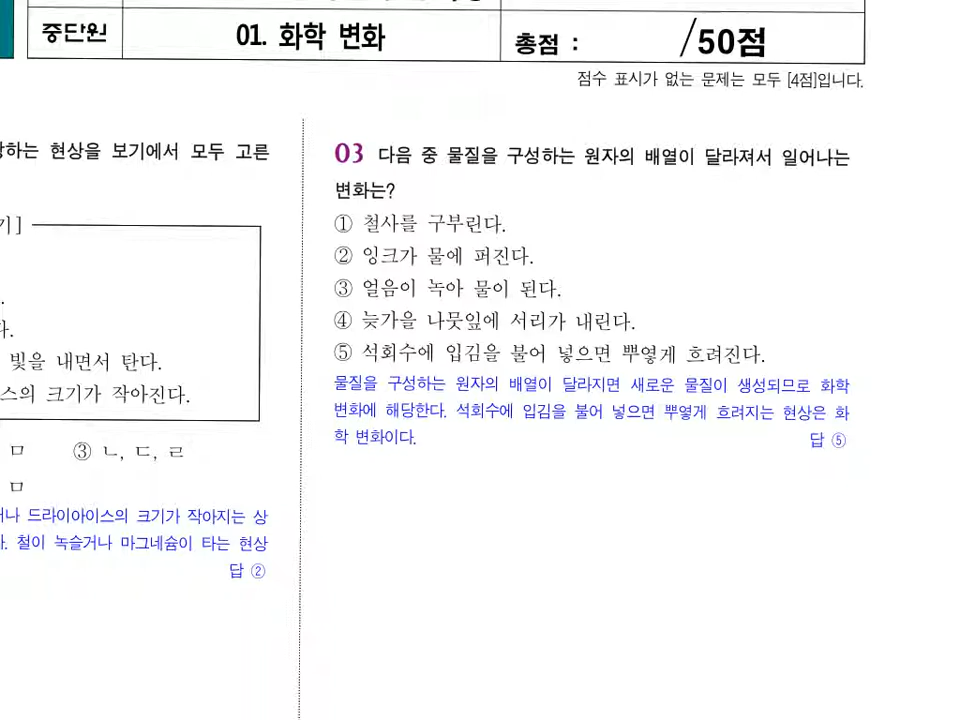 중단원
01. 화학 변화
총점 :
/50점
점수 표시가 없는 문제는 모두 [4점]입니다.
하는 현상을 보기에서 모두 고른
기]
다.
빛을 내면서 탄다.
스의 크기가 작아진다.
ㅁ ③ ㄴ, ㄷ, ㄹ
ㅁ
거나 드라이아이스의 크기가 작아지는 상
다. 철이 녹슬거나 마그네슘이 타는 현상
답 ②
03 다음 중 물질을 구성하는 원자의 배열이 달라져서 일어나는
변화는?
① 철사를 구부린다.
② 잉크가 물에 퍼진다.
③ 얼음이 녹아 물이 된다.
④ 늦가을 나뭇잎에 서리가 내린다.
⑤ 석회수에 입김을 불어 넣으면 뿌옇게 흐려진다.
물질을 구성하는 원자의 배열이 달라지면 새로운 물질이 생성되므로 화학
변화에 해당한다. 석회수에 입김을 불어 넣으면 뿌옇게 흐려지는 현상은 화
학 변화이다.
답 ⑤